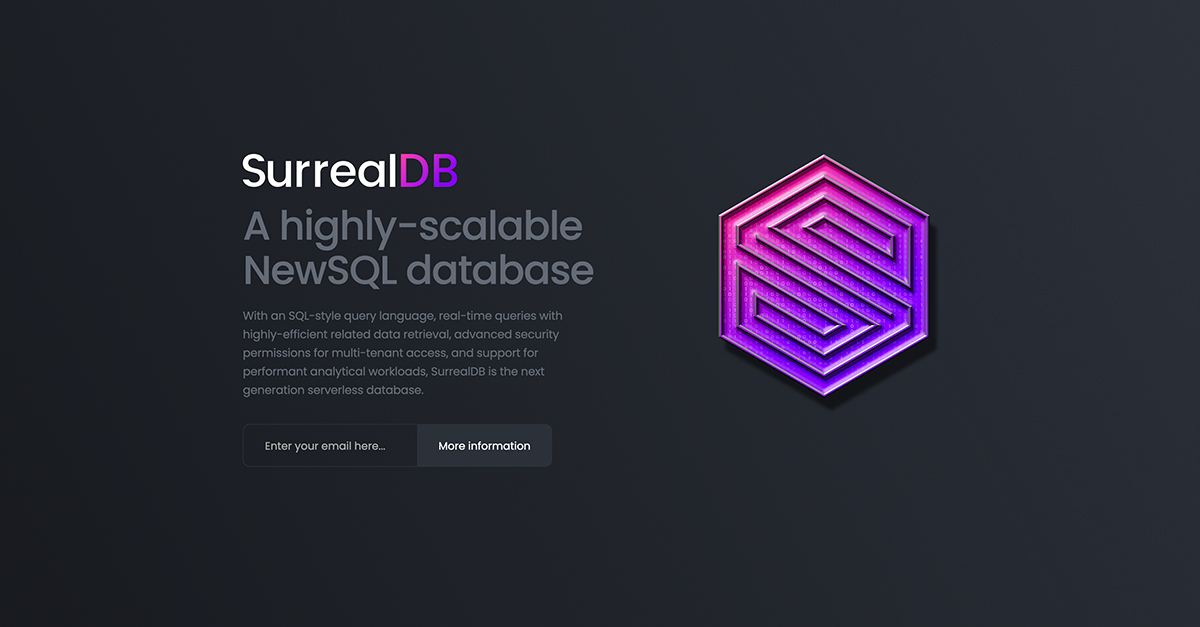 SurrealDB
A highly-scalable
NewSQL database
With an SQL-style query language, real-time queries with
highly-efficient related data retrieval, advanced security
permissions for multi-tenant access, and support for
performant analytical workloads, SurrealDB is the next
generation serverless database.
Enter your email here...
More information